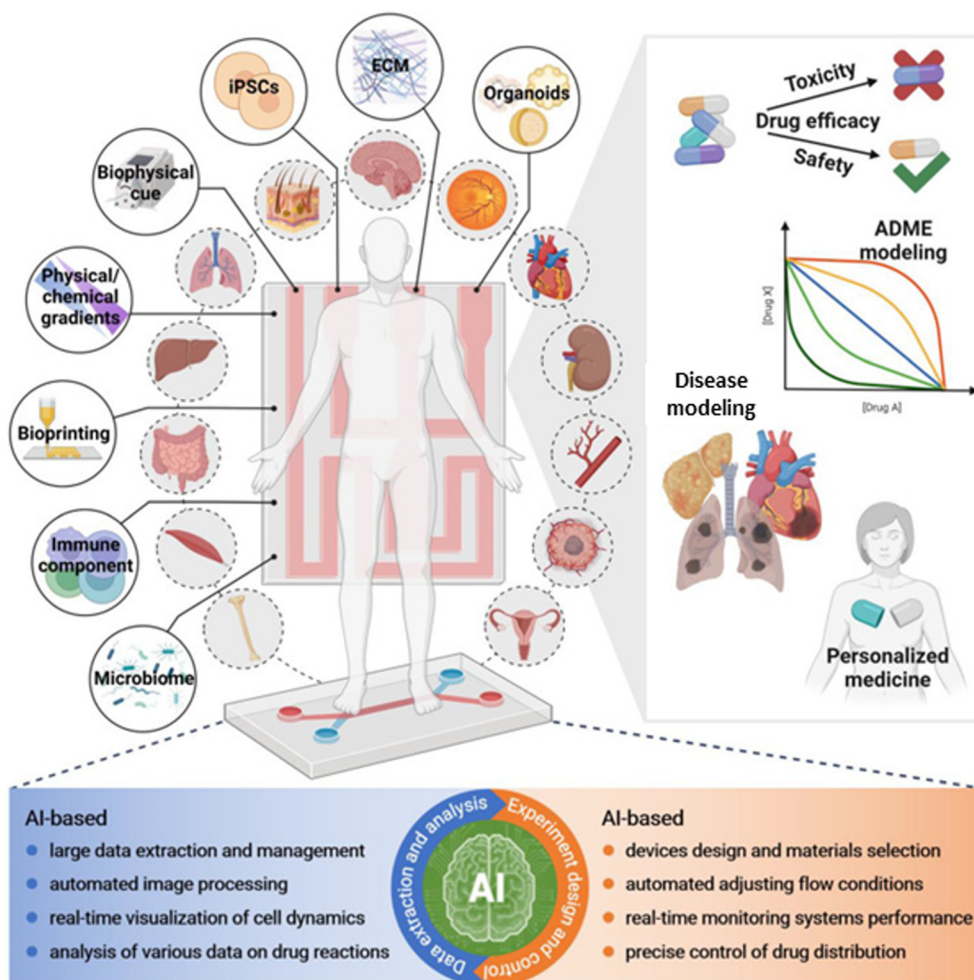 iPSCs
ECM
Organoids
Biophysical
cue
Physical/
chemical
gradients
Bioprinting
Immune
component
Microbiome
Toxicity
Drug efficacy
Safety
ADME
modeling
[Drug X]
[Drug A]
Disease
modeling
Personalized
medicine
AI-based
large data extraction and management
automated image processing
real-time visualization of cell dynamics
analysis of various data on drug reactions
Data extraction and analysis
AI
Experiment design and control
AI-based
devices design and materials selection
automated adjusting flow conditions
real-time monitoring systems performance
precise control of drug distribution